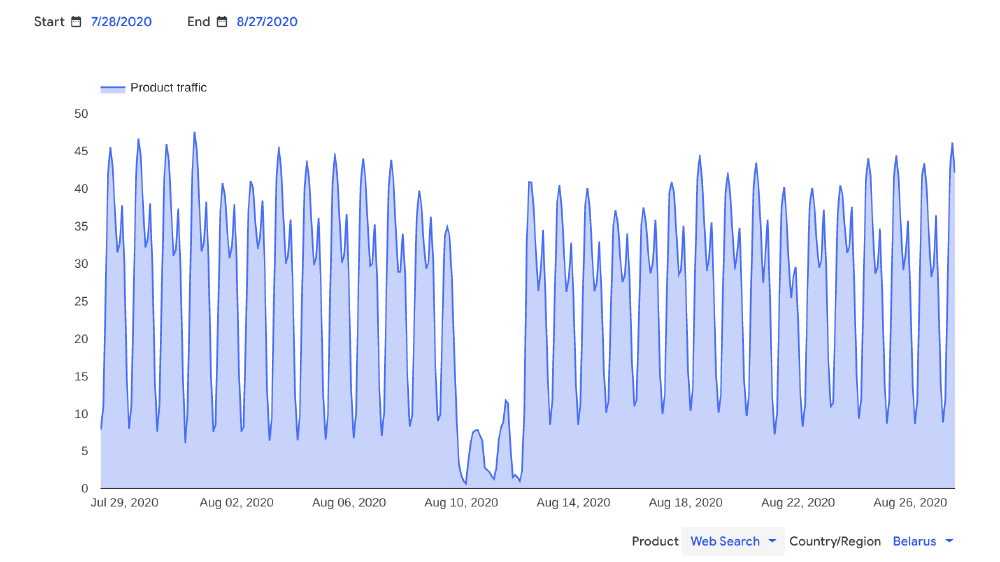 Start 7/28/2020 End 8/27/2020
Product traffic
50
45
40
35
30
25
20
15
10
5
0
Jul 29, 2020 Aug 02, 2020 Aug 06, 2020 Aug 10, 2020 Aug 14, 2020 Aug 18, 2020 Aug 22, 2020 Aug 26, 2020
Product Web Search Country/Region Belarus